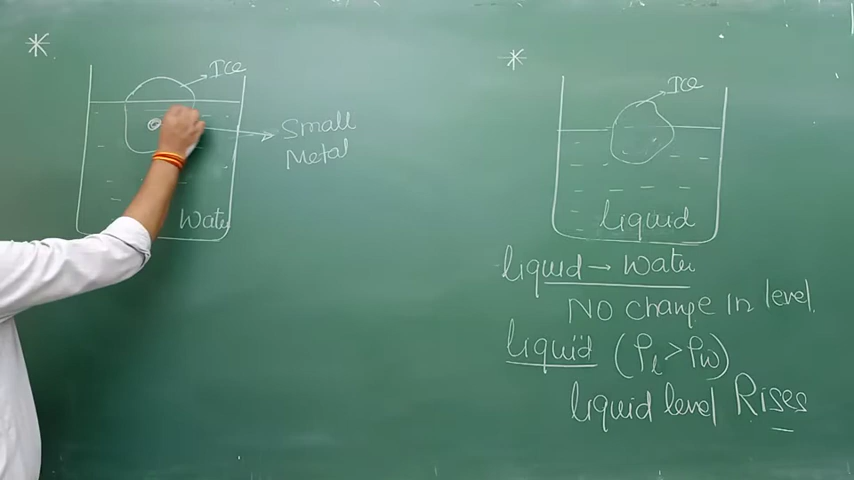 *
Ice
Small
Metal
Water
*
Ice
liquid
liquid → Water
NO change in level.
liquid (ρl > ρw)
liquid level Rises